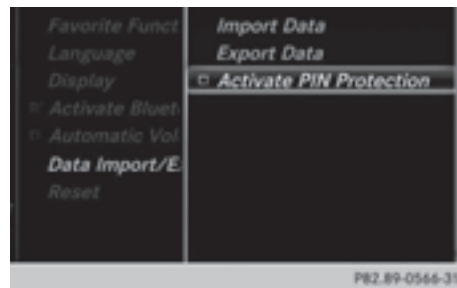 Favorite Funct
Language
Display
Activate Bluet
Automatic Vol
Data Import/E
Reset
Import Data
Export Data
Activate PIN Protection
P82.89-0566-31